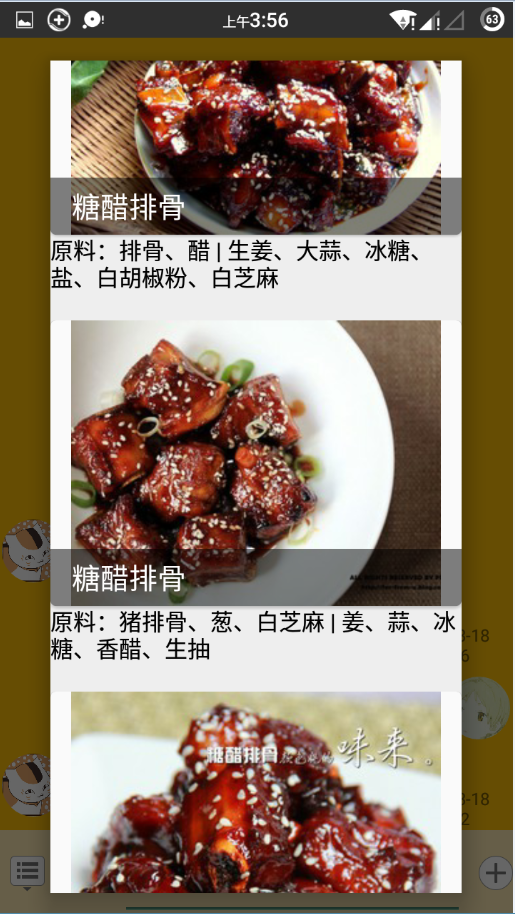 上午3:56
63
糖醋排骨
原料：排骨、醋 | 生姜、大蒜、冰糖、
盐、白胡椒粉、白芝麻
糖醋排骨
原料：猪排骨、葱、白芝麻 | 姜、蒜、冰
糖、香醋、生抽
3-18
6
糖醋排骨 味来。
3-18
2